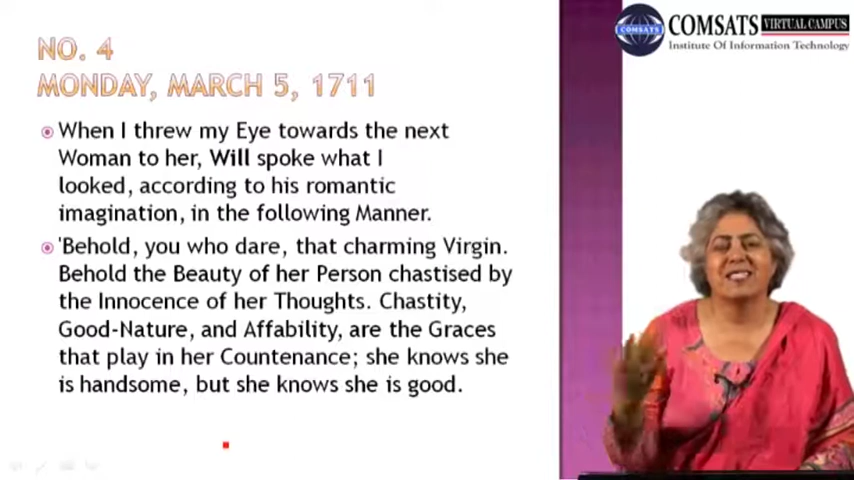 NO. 4
MONDAY, MARCH 5, 1711
When I threw my Eye towards the next
Woman to her, Will spoke what I
looked, according to his romantic
imagination, in the following Manner.
'Behold, you who dare, that charming Virgin.
Behold the Beauty of her Person chastised by
the Innocence of her Thoughts. Chastity,
Good-Nature, and Affability, are the Graces
that play in her Countenance; she knows she
is handsome, but she knows she is good.
COMSATS
COMSATS VIRTUAL CAMPUS
Institute Of Information Technology